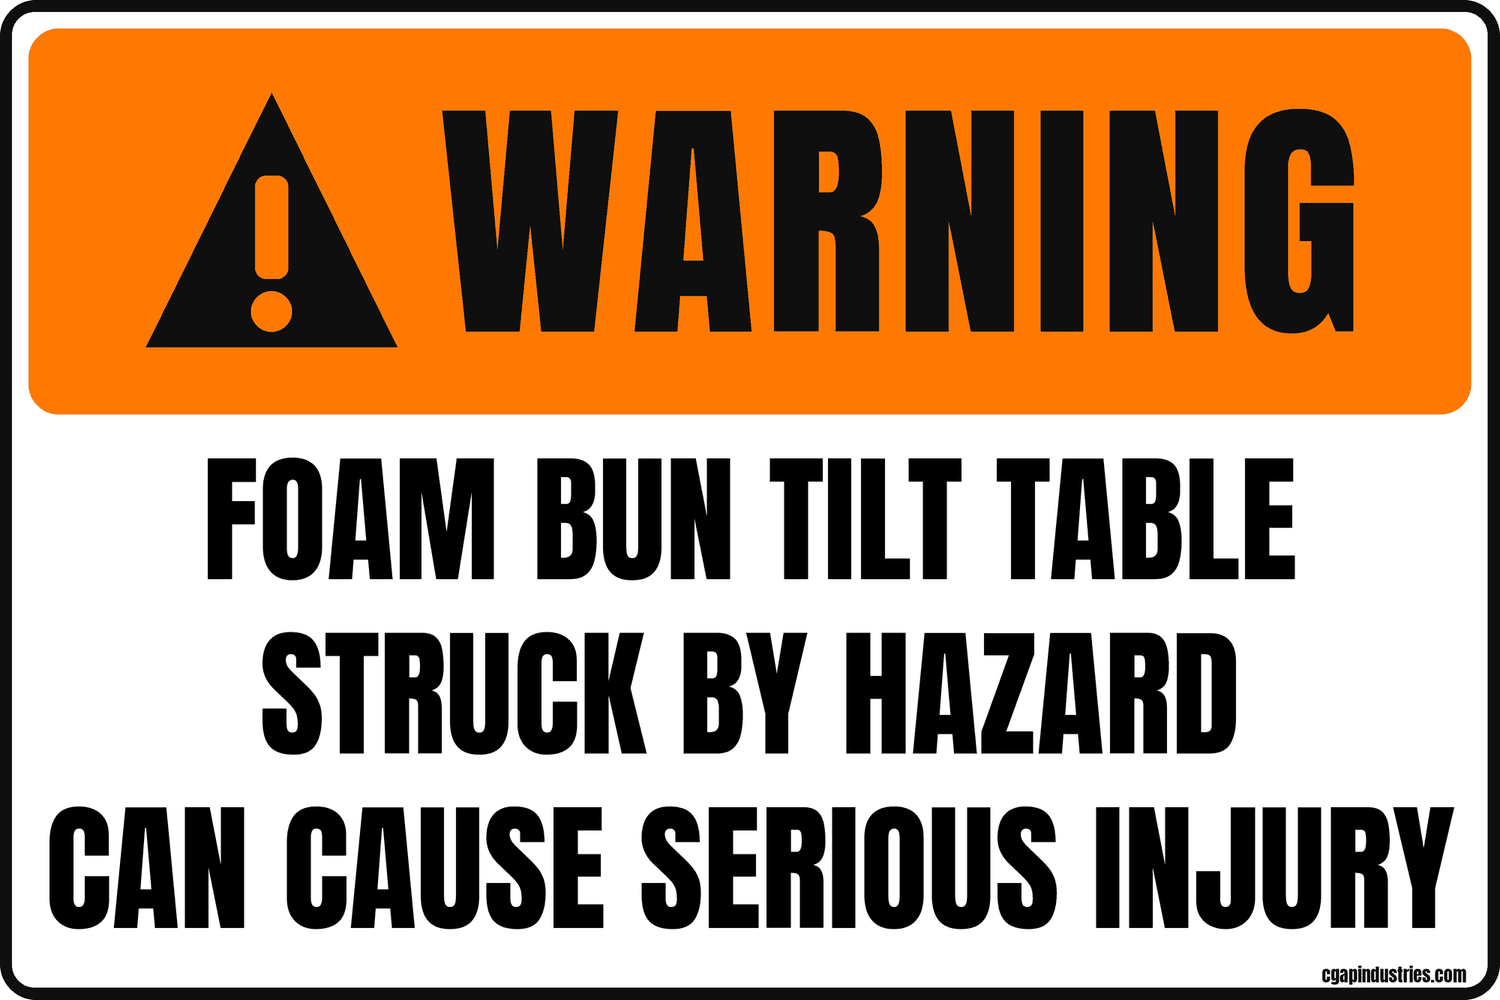 WARNING
FOAM BUN TILT TABLE
STRUCK BY HAZARD
CAN CAUSE SERIOUS INJURY
cgapindustries.com